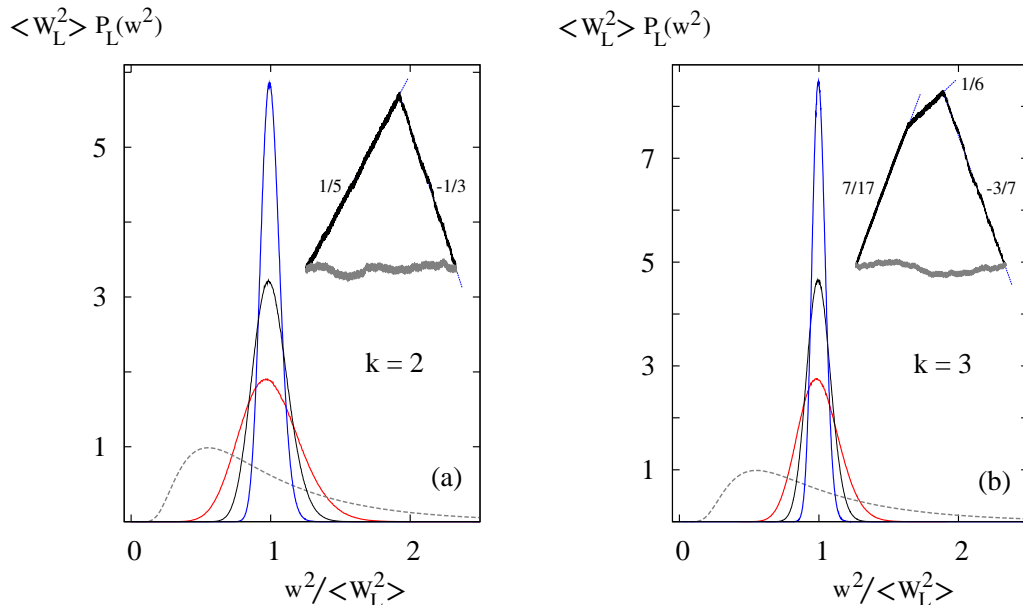 <W_L^2> P_L(w^2)
5
3
1
0
1
2
1/5
-1/3
k = 2
(a)
w^2/<W_L^2>
<W_L^2> P_L(w^2)
7
5
3
1
0
1
2
1/6
7/17
-3/7
k = 3
(b)
w^2/<W_L^2>